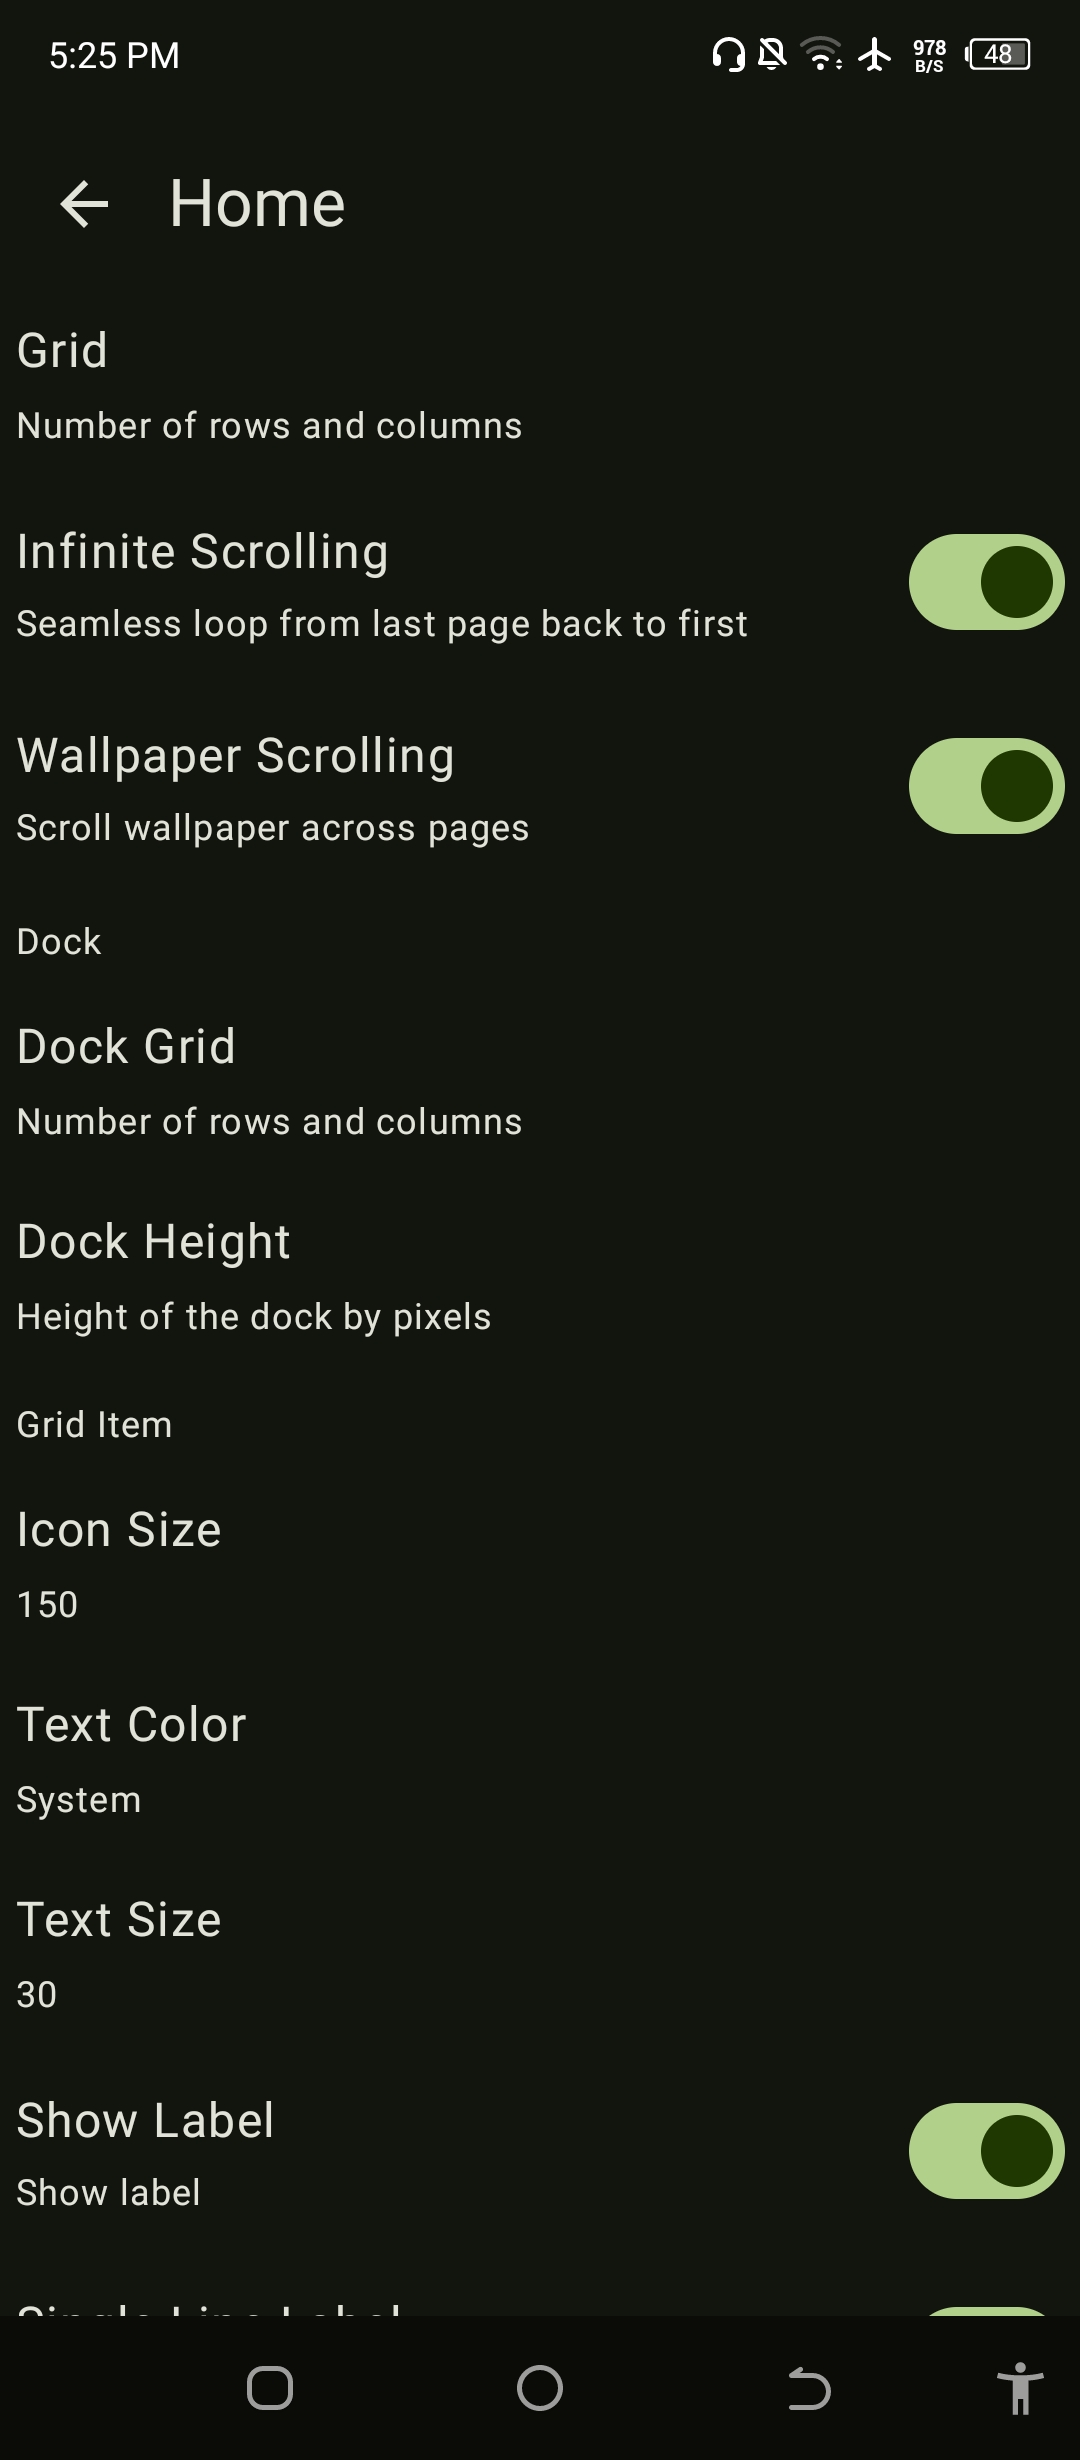 5:25 PM
978
B/S
48
Home
Grid
Number of rows and columns
Infinite Scrolling
Seamless loop from last page back to first
Wallpaper Scrolling
Scroll wallpaper across pages
Dock
Dock Grid
Number of rows and columns
Dock Height
Height of the dock by pixels
Grid Item
Icon Size
150
Text Color
System
Text Size
30
Show Label
Show label
Single Line Label